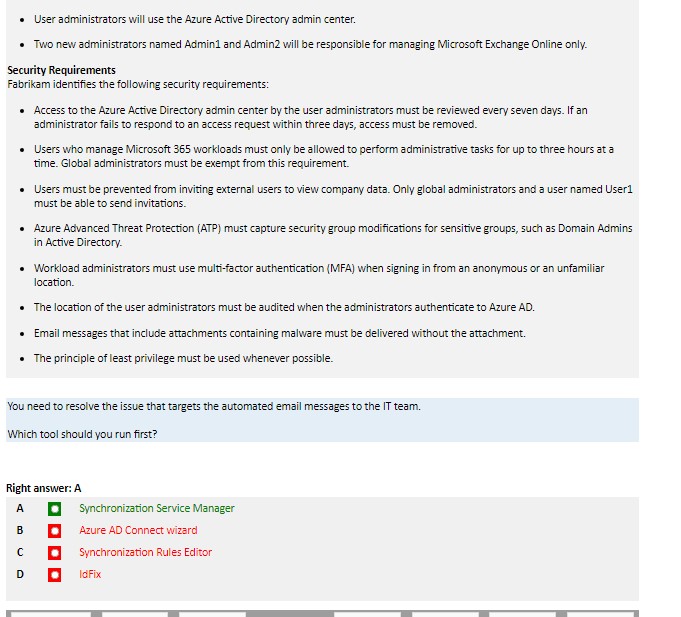 • User administrators will use the Azure Active Directory admin center.
• Two new administrators named Admin1 and Admin2 will be responsible for managing Microsoft Exchange Online only.
Security Requirements
Fabrikam identifies the following security requirements:
• Access to the Azure Active Directory admin center by the user administrators must be reviewed every seven days. If an
administrator fails to respond to an access request within three days, access must be removed.
• Users who manage Microsoft 365 workloads must only be allowed to perform administrative tasks for up to three hours at a
time. Global administrators must be exempt from this requirement.
• Users must be prevented from inviting external users to view company data. Only global administrators and a user named User1
must be able to send invitations.
• Azure Advanced Threat Protection (ATP) must capture security group modifications for sensitive groups, such as Domain Admins
in Active Directory.
• Workload administrators must use multi-factor authentication (MFA) when signing in from an anonymous or an unfamiliar
location.
• The location of the user administrators must be audited when the administrators authenticate to Azure AD.
• Email messages that include attachments containing malware must be delivered without the attachment.
• The principle of least privilege must be used whenever possible.
You need to resolve the issue that targets the automated email messages to the IT team.
Which tool should you run first?
Right answer: A
A Synchronization Service Manager
B Azure AD Connect wizard
C Synchronization Rules Editor
D IdFix